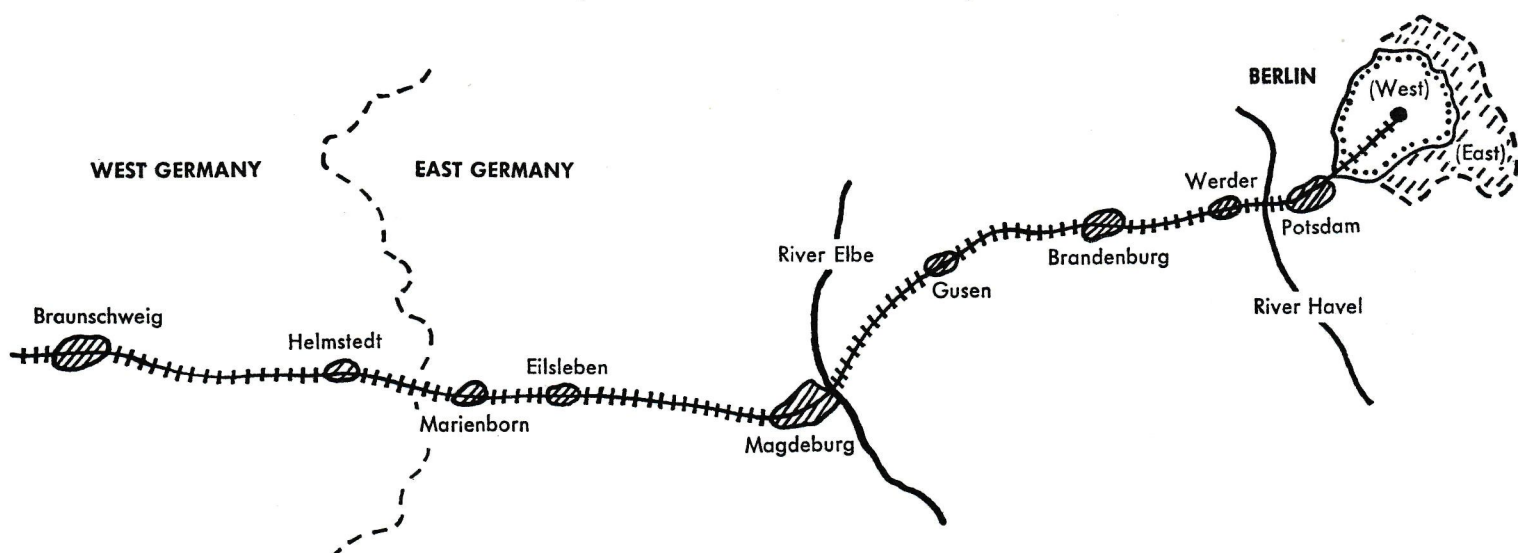 BERLIN
(West)
(East)
WEST GERMANY
EAST GERMANY
Werder
Potsdam
River Elbe
Brandenburg
Gusen
River Havel
Braunschweig
Helmstedt
Eilsleben
Marienborn
Magdeburg